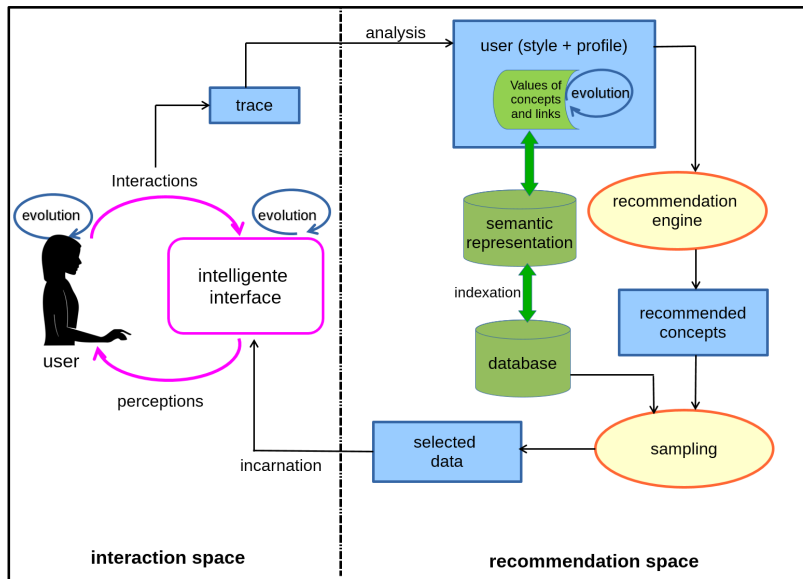 analysis
user (style + profile)
Values of
concepts
and links
evolution
trace
Interactions
evolution
evolution
intelligente
interface
user
perceptions
semantic
representation
recommendation
engine
indexation
recommended
concepts
database
selected
data
sampling
incarnation
interaction space
recommendation space